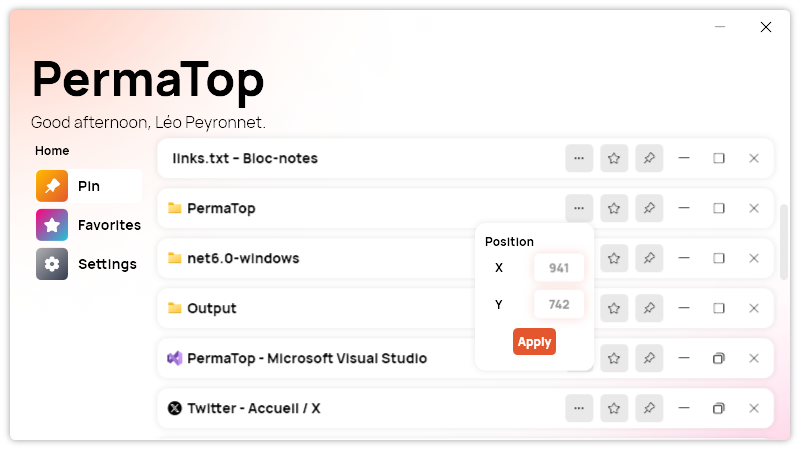 PermaTop
Good afternoon, Léo Peyronnet.
Home
Pin
Favorites
Settings
links.txt – Bloc-notes
PermaTop
net6.0-windows
Output
PermaTop - Microsoft Visual Studio
Twitter - Accueil / X
Position
X 941
Y 742
Apply